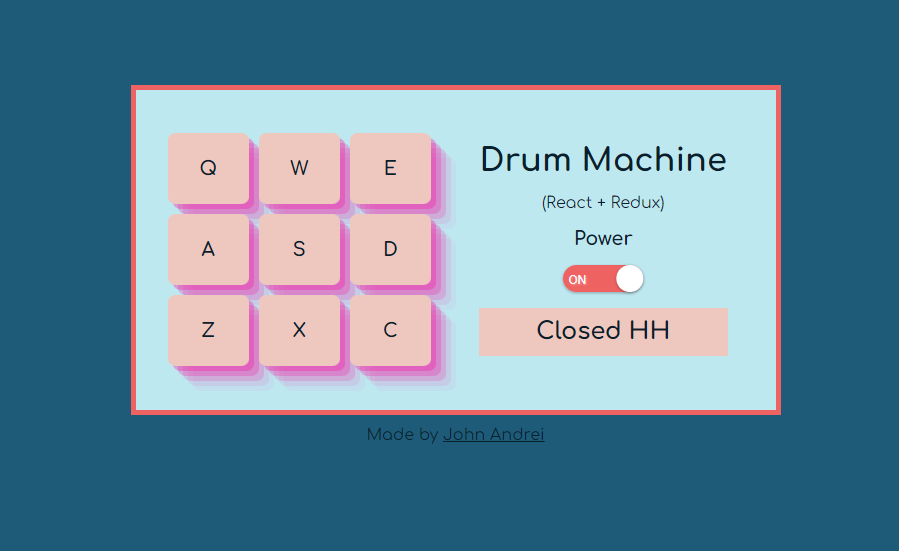 Q W E
A S D
Z X C
Drum Machine
(React + Redux)
Power
ON
Closed HH
Made by John Andrei